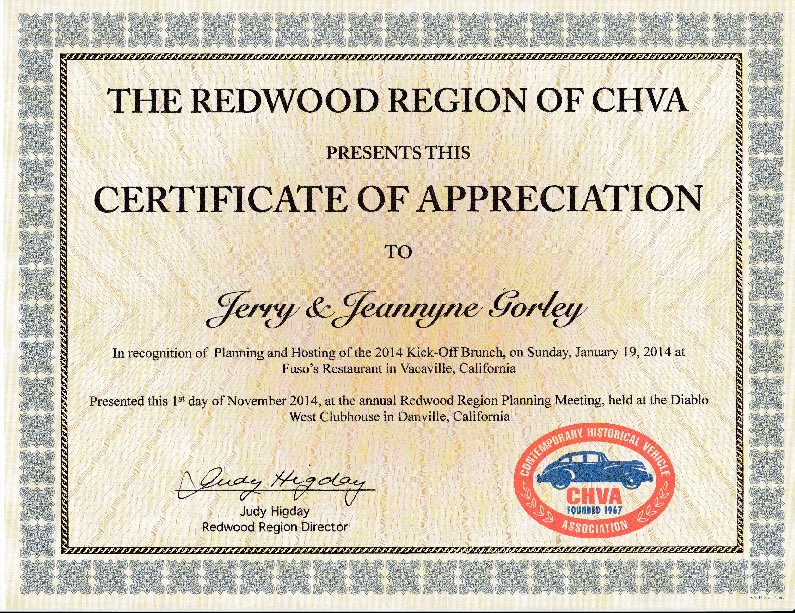 THE REDWOOD REGION OF CHVA
PRESENTS THIS
CERTIFICATE OF APPRECIATION
TO
Jerry & Jeannyne Gorley
In recognition of Planning and Hosting of the 2014 Kick-Off Brunch, on Sunday, January 19, 2014 at
Fuso's Restaurant in Vacaville, California
Presented this 1st day of November 2014, at the annual Redwood Region Planning Meeting, held at the Diablo
West Clubhouse in Danville, California
Judy Higday
Judy Higday
Redwood Region Director
CONTEMPORARY HISTORICAL VEHICLE
CHVA
FOUNDED 1967
ASSOCIATION